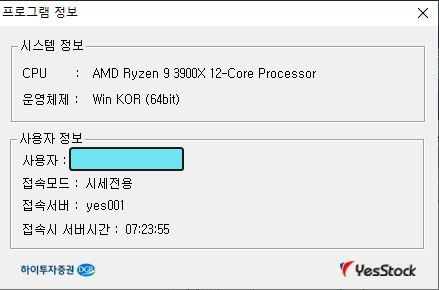 프로그램 정보
시스템 정보
CPU : AMD Ryzen 9 3900X 12-Core Processor
운영체제 : Win KOR (64bit)
사용자 정보
사용자 :
접속모드 : 시세전용
접속서버 : yes001
접속시 서버시간 : 07:23:55
하이투자증권 DGB YesStock